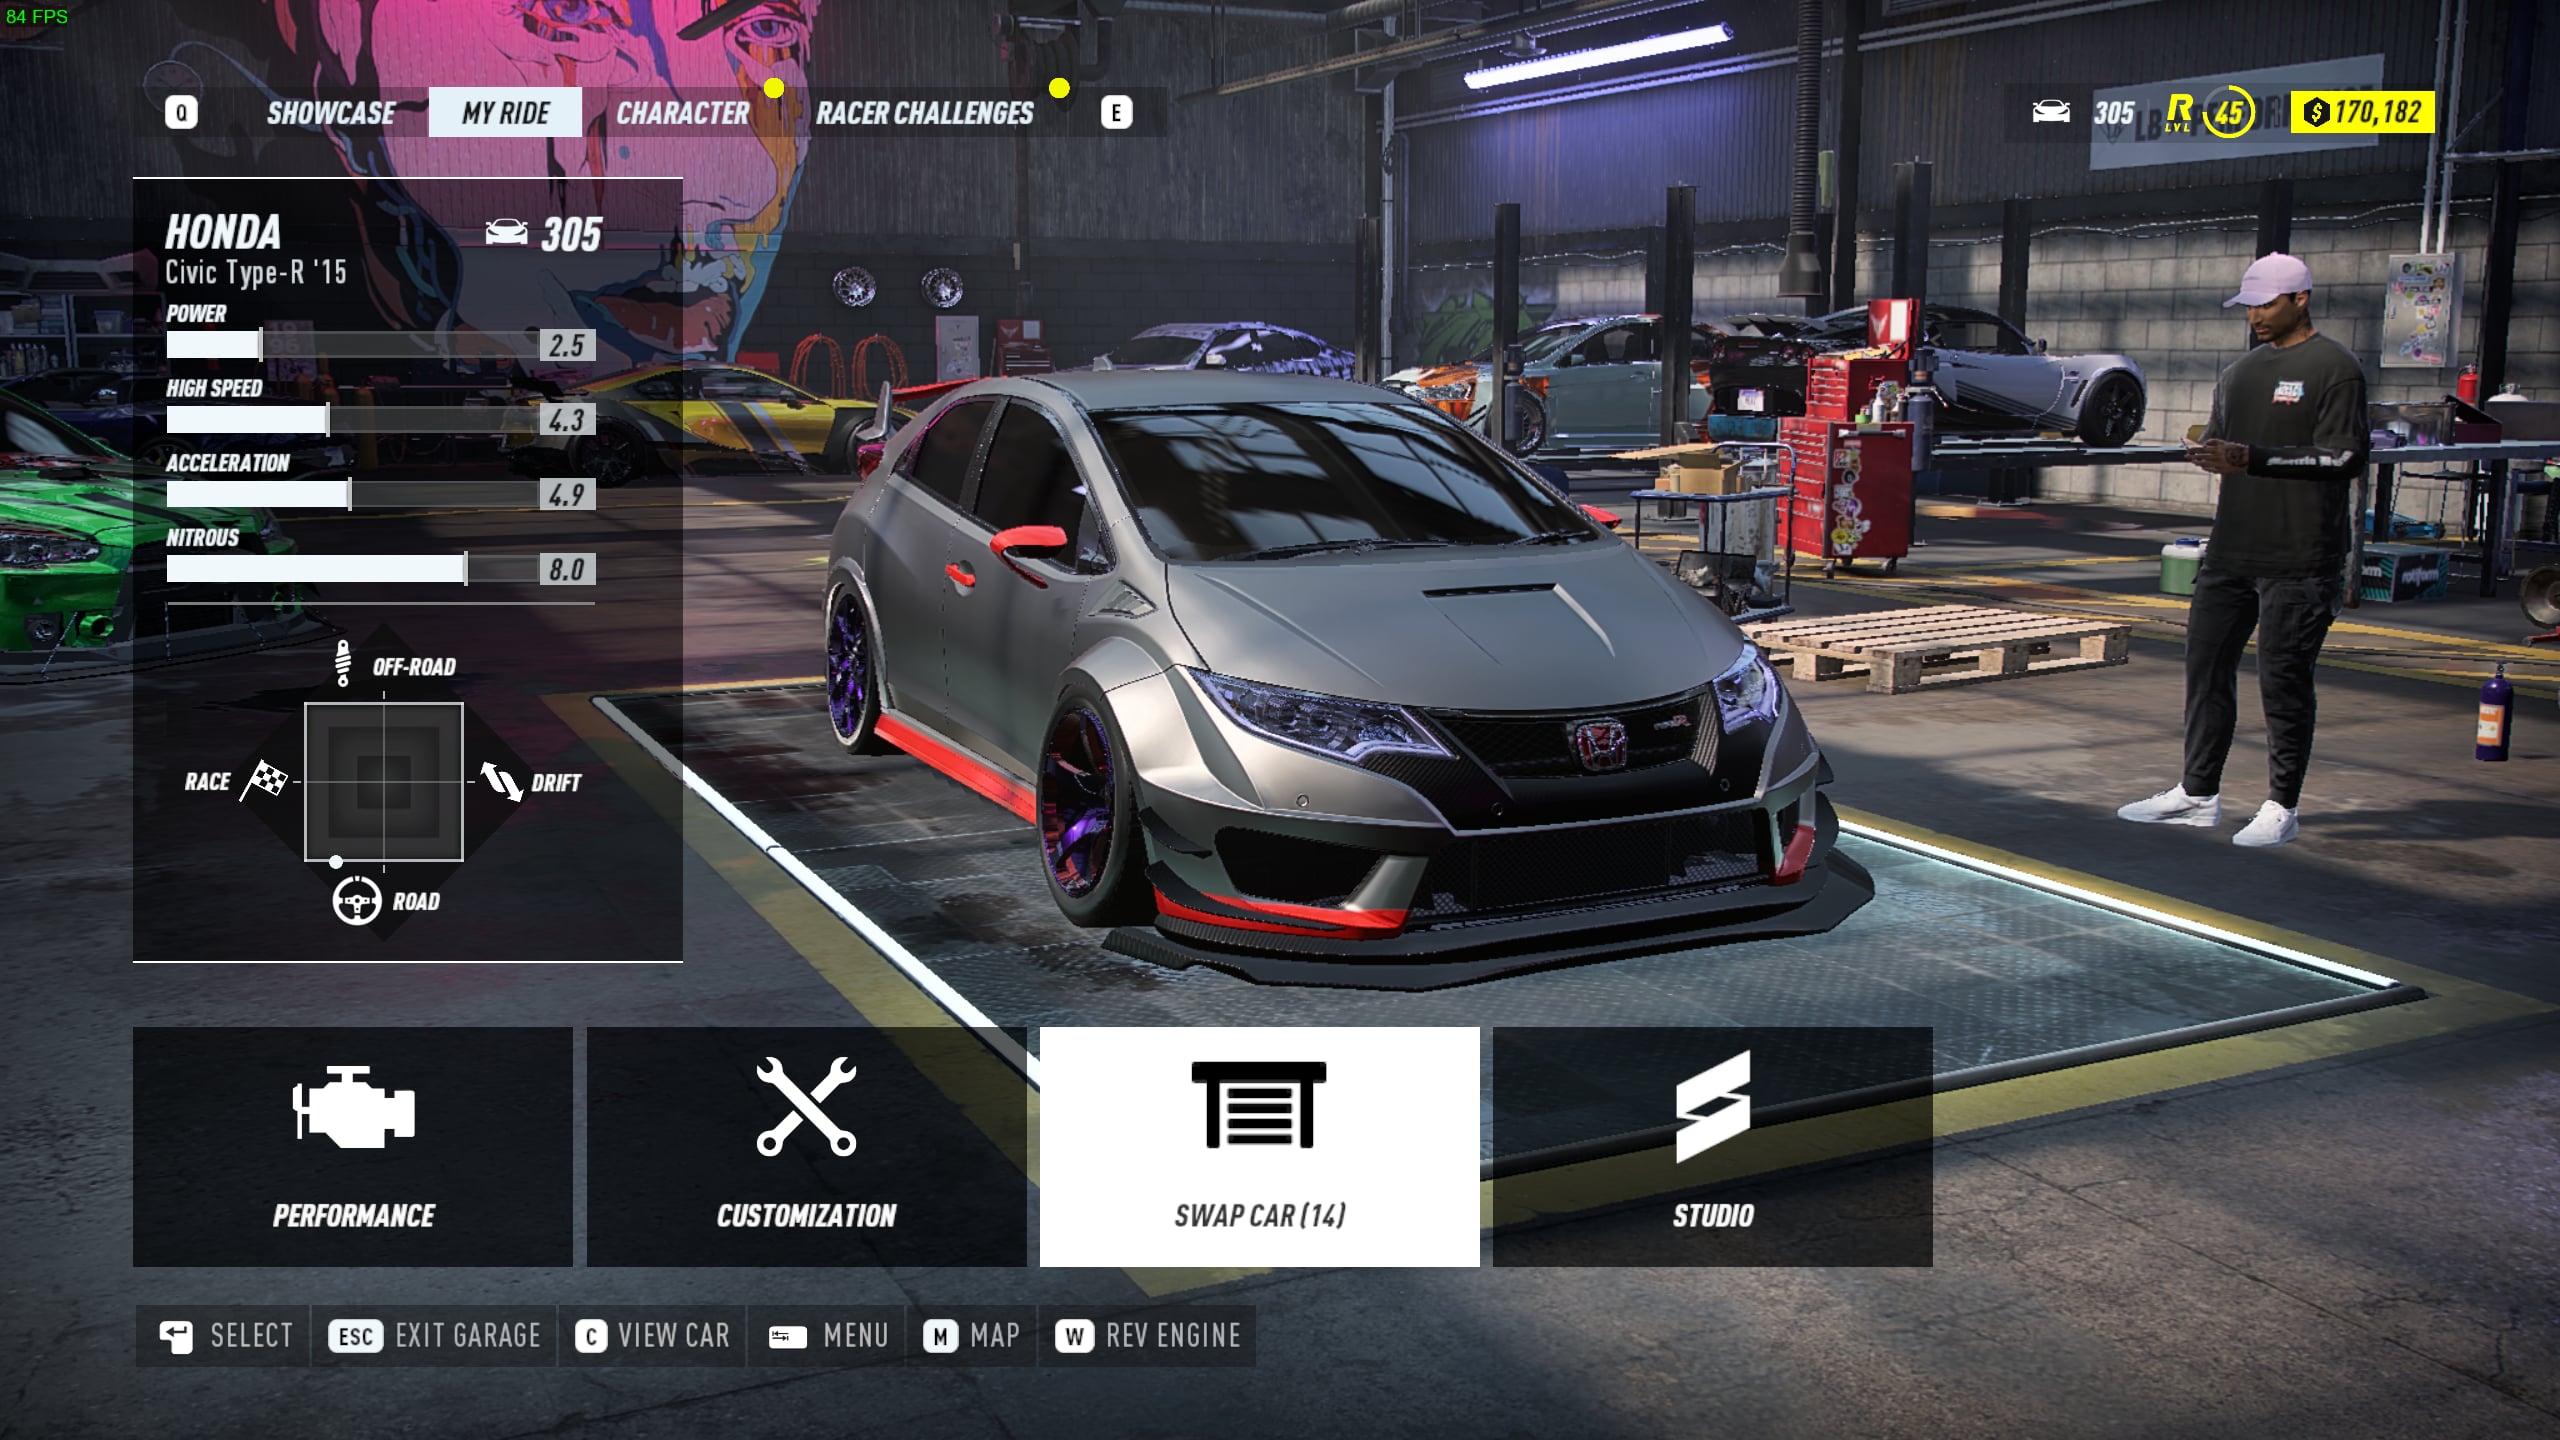 84 FPS
Q SHOWCASE MY RIDE CHARACTER RACER CHALLENGES E
305 R LVL 45 $ 170,182
HONDA 305
Civic Type-R '15
POWER
2.5
HIGH SPEED
4.3
ACCELERATION
4.9
NITROUS
8.0
OFF-ROAD
RACE DRIFT
ROAD
PERFORMANCE CUSTOMIZATION SWAP CAR (14) STUDIO
SELECT ESC EXIT GARAGE C VIEW CAR MENU M MAP W REV ENGINE
rotiform